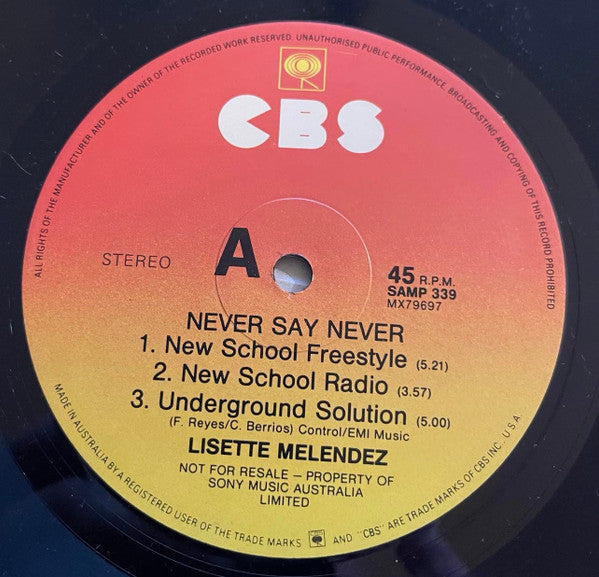 ALL RIGHTS OF THE MANUFACTURER AND OF THE OWNER OF THE RECORDED WORK RESERVED. UNAUTHORISED PUBLIC PERFORMANCE, BROADCASTING AND COPYING OF THIS RECORD PROHIBITED
CBS
STEREO
A
45 R.P.M.
SAMP 339
MX79697
NEVER SAY NEVER
1. New School Freestyle (5.21)
2. New School Radio (3.57)
3. Underground Solution (5.00)
(F. Reyes/C. Berrios) Control/EMI Music
LISETTE MELENDEZ
NOT FOR RESALE – PROPERTY OF
SONY MUSIC AUSTRALIA
LIMITED
MADE IN AUSTRALIA BY A REGISTERED USER OF THE TRADE MARKS AND "CBS" ARE TRADE MARKS OF CBS INC. U.S.A.